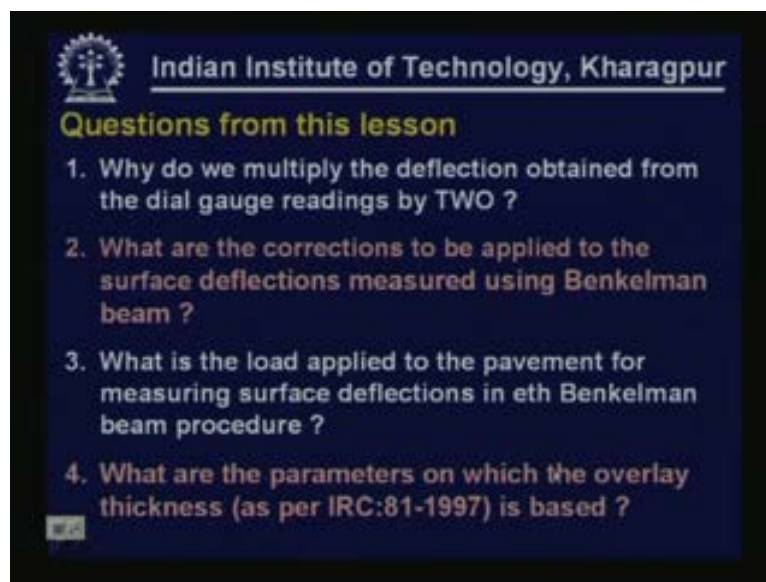 Indian Institute of Technology, Kharagpur
Questions from this lesson
1. Why do we multiply the deflection obtained from
the dial gauge readings by TWO ?
2. What are the corrections to be applied to the
surface deflections measured using Benkelman
beam ?
3. What is the load applied to the pavement for
measuring surface deflections in eth Benkelman
beam procedure ?
4. What are the parameters on which the overlay
thickness (as per IRC:81-1997) is based ?